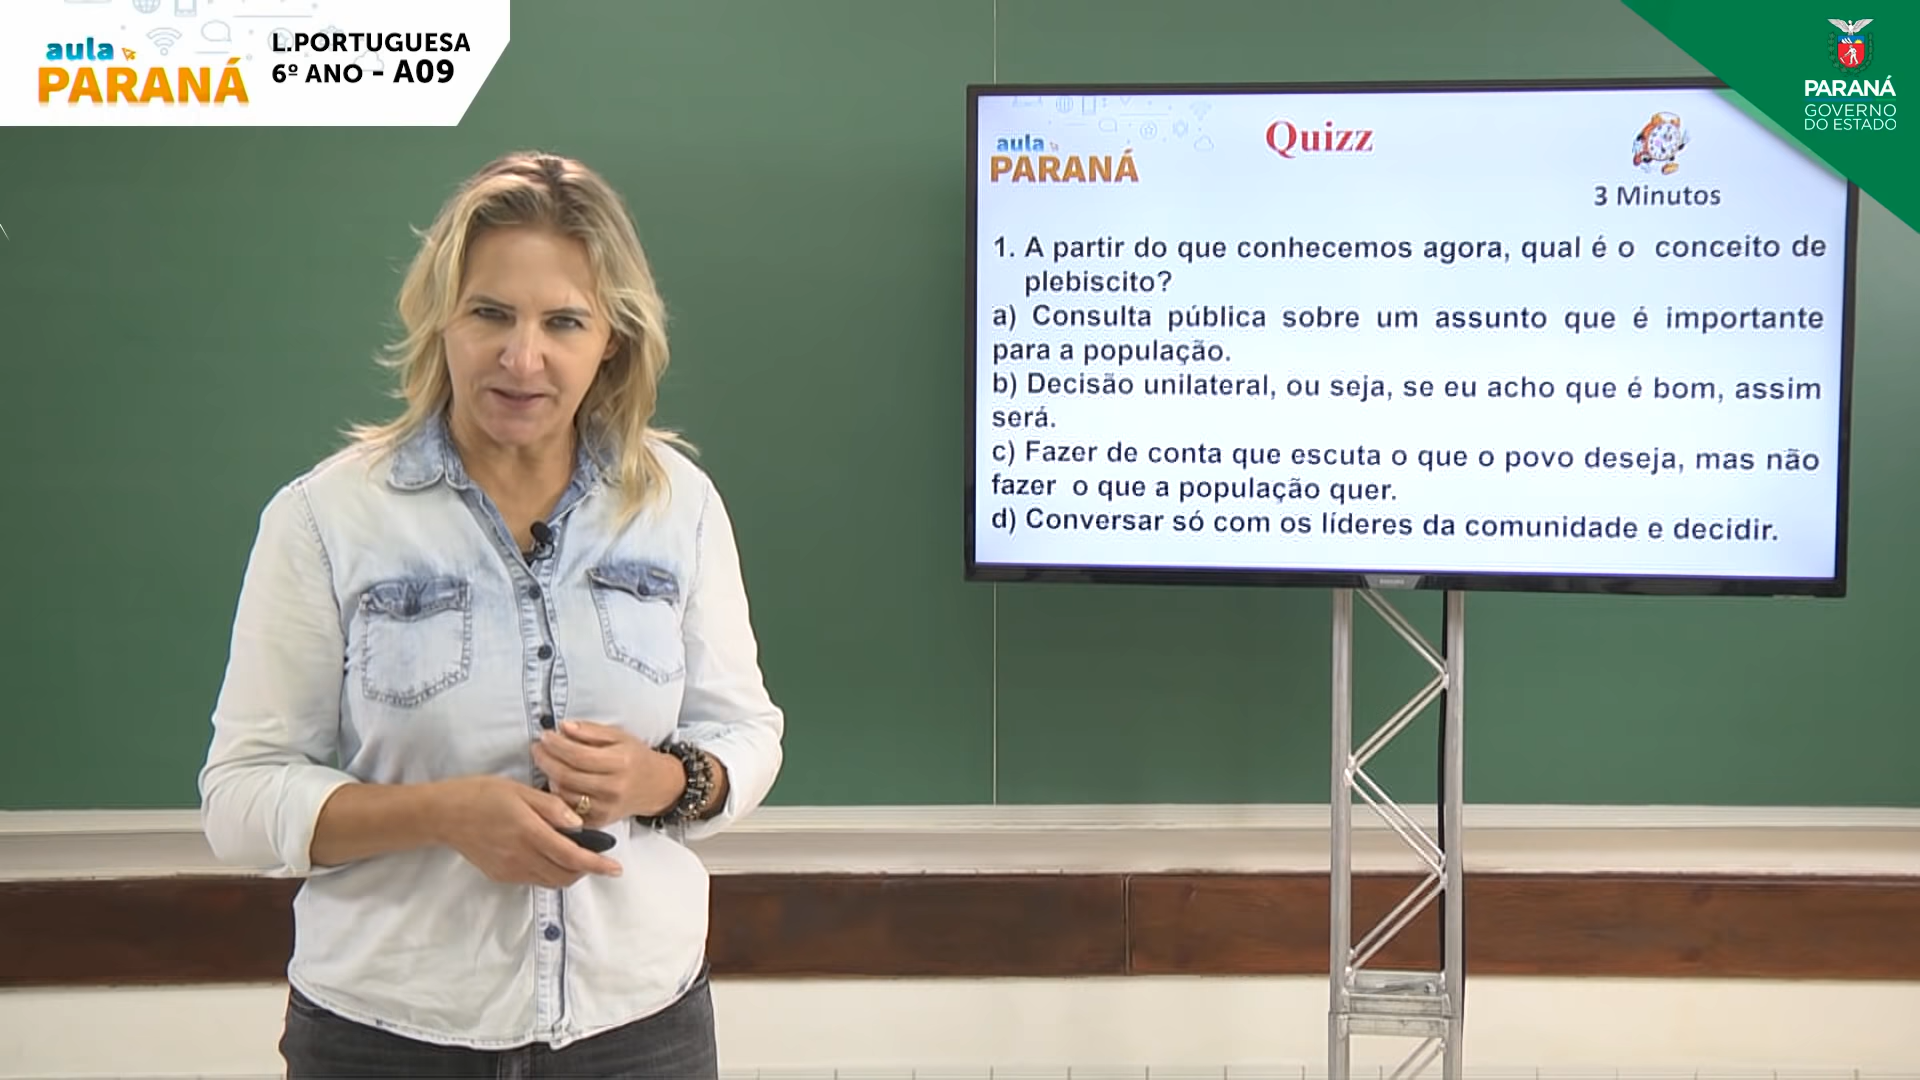 aula
PARANÁ
L.PORTUGUESA
6º ANO - A09
PARANÁ
GOVERNO
DO ESTADO
aula
PARANÁ
Quizz
3 Minutos
1. A partir do que conhecemos agora, qual é o conceito de
plebiscito?
a) Consulta pública sobre um assunto que é importante
para a população.
b) Decisão unilateral, ou seja, se eu acho que é bom, assim
será.
c) Fazer de conta que escuta o que o povo deseja, mas não
fazer o que a população quer.
d) Conversar só com os líderes da comunidade e decidir.